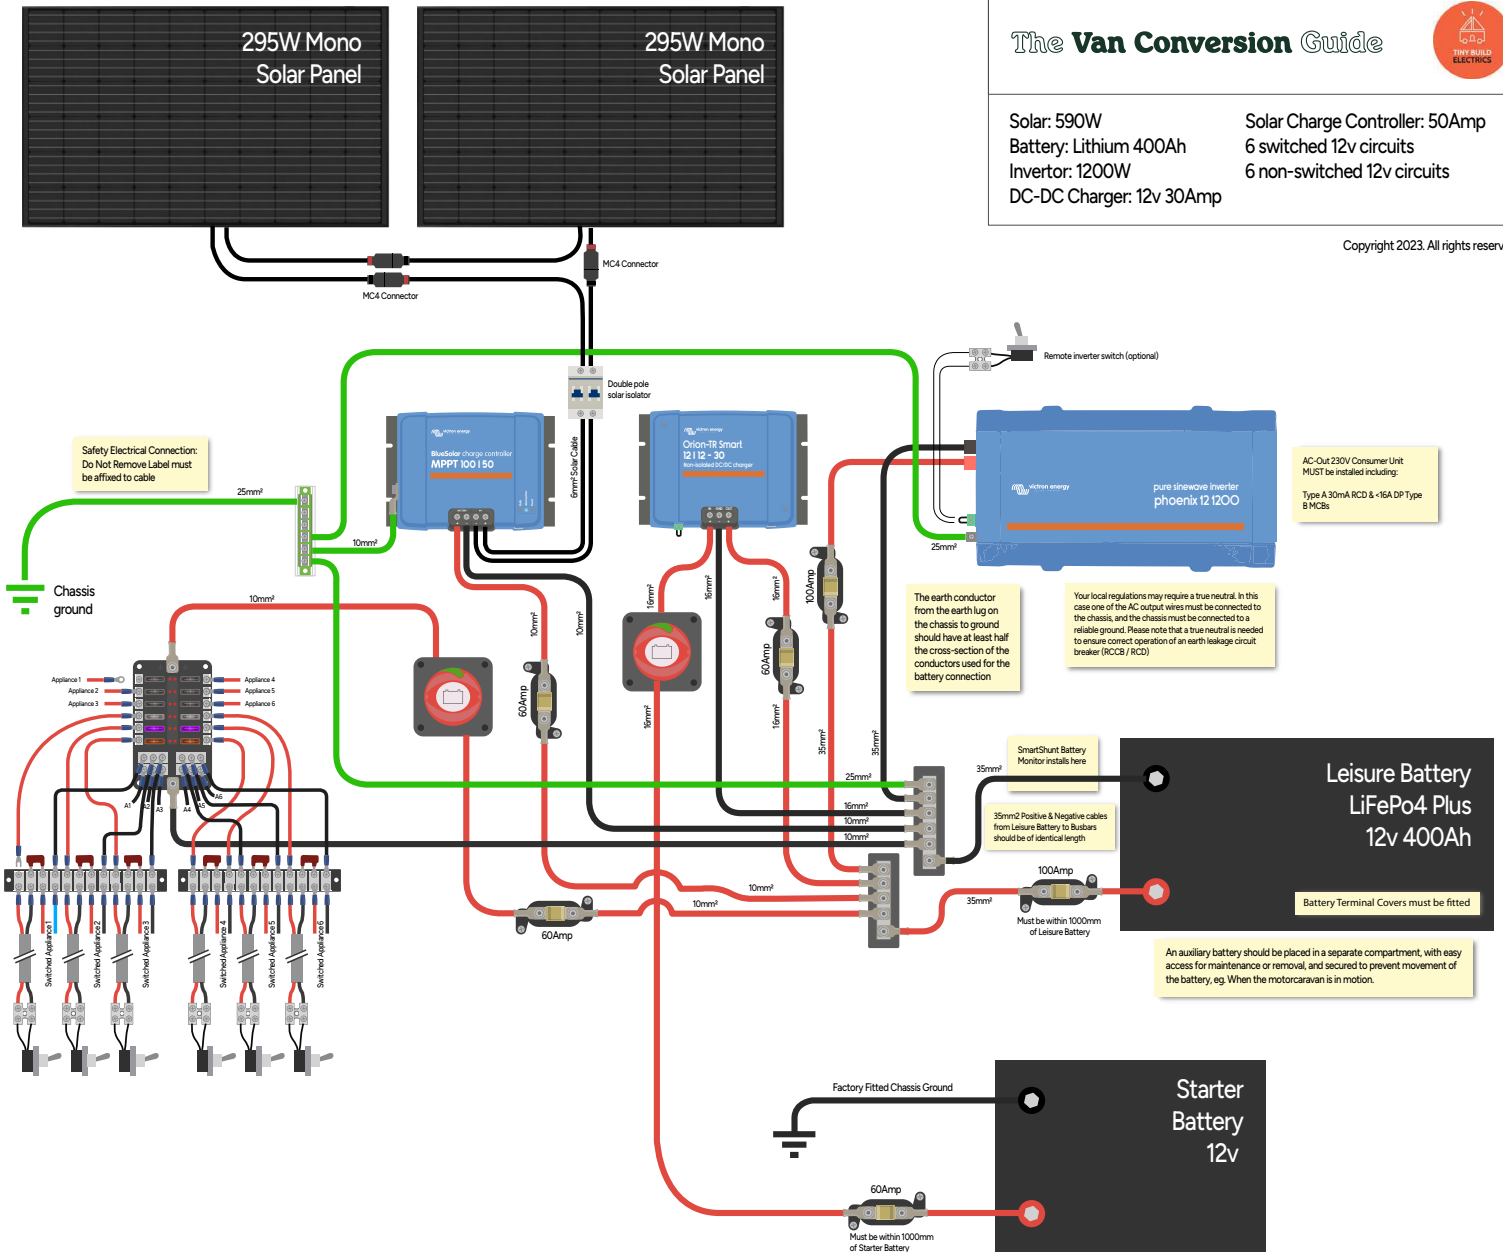 295W Mono
Solar Panel
295W Mono
Solar Panel
The Van Conversion Guide
TINY BUILD
ELECTRICS
Solar: 590W
Battery: Lithium 400Ah
Invertor: 1200W
DC-DC Charger: 12v 30Amp
Solar Charge Controller: 50Amp
6 switched 12v circuits
6 non-switched 12v circuits
Copyright 2023. All rights reserv
MC4 Connector
MC4 Connector
Remote inverter switch (optional)
Double pole
solar isolator
6mm² Solar Cable
Safety Electrical Connection:
Do Not Remove Label must
be affixed to cable
25mm²
10mm²
Chassis
ground
victron energy
BlueSolar charge controller
MPPT 100 | 50
victron energy
Orion-TR Smart
12 | 12 - 30
Non-isolated DC/DC charger
victron energy
pure sinewave inverter
phoenix 12 1200
25mm²
AC-Out 230V Consumer Unit
MUST be installed including:
Type A 30mA RCD & <16A DP Type
B MCBs
The earth conductor
from the earth lug on
the chassis to ground
should have at least half
the cross-section of the
conductors used for the
battery connection
Your local regulations may require a true neutral. In this
case one of the AC output wires must be connected to
the chassis, and the chassis must be connected to a
reliable ground. Please note that a true neutral is needed
to ensure correct operation of an earth leakage circuit
breaker (RCCB / RCD)
10mm²
10mm²
10mm²
16mm²
16mm²
16mm²
100Amp
60Amp
60Amp
16mm²
16mm²
35mm²
35mm²
Appliance 1
Appliance 2
Appliance 3
Appliance 4
Appliance 5
Appliance 6
A1
A2
A3
A4
A5
A6
Switched Appliance 1
Switched Appliance 2
Switched Appliance 3
Switched Appliance 4
Switched Appliance 5
Switched Appliance 6
25mm²
16mm²
10mm²
10mm²
10mm²
10mm²
60Amp
35mm²
SmartShunt Battery
Monitor installs here
35mm2 Positive & Negative cables
from Leisure Battery to Busbars
should be of identical length
Leisure Battery
LiFePo4 Plus
12v 400Ah
100Amp
35mm²
Must be within 1000mm
of Leisure Battery
Battery Terminal Covers must be fitted
An auxiliary battery should be placed in a separate compartment, with easy
access for maintenance or removal, and secured to prevent movement of
the battery, eg. When the motorcaravan is in motion.
Factory Fitted Chassis Ground
Starter
Battery
12v
60Amp
Must be within 1000mm
of Starter Battery